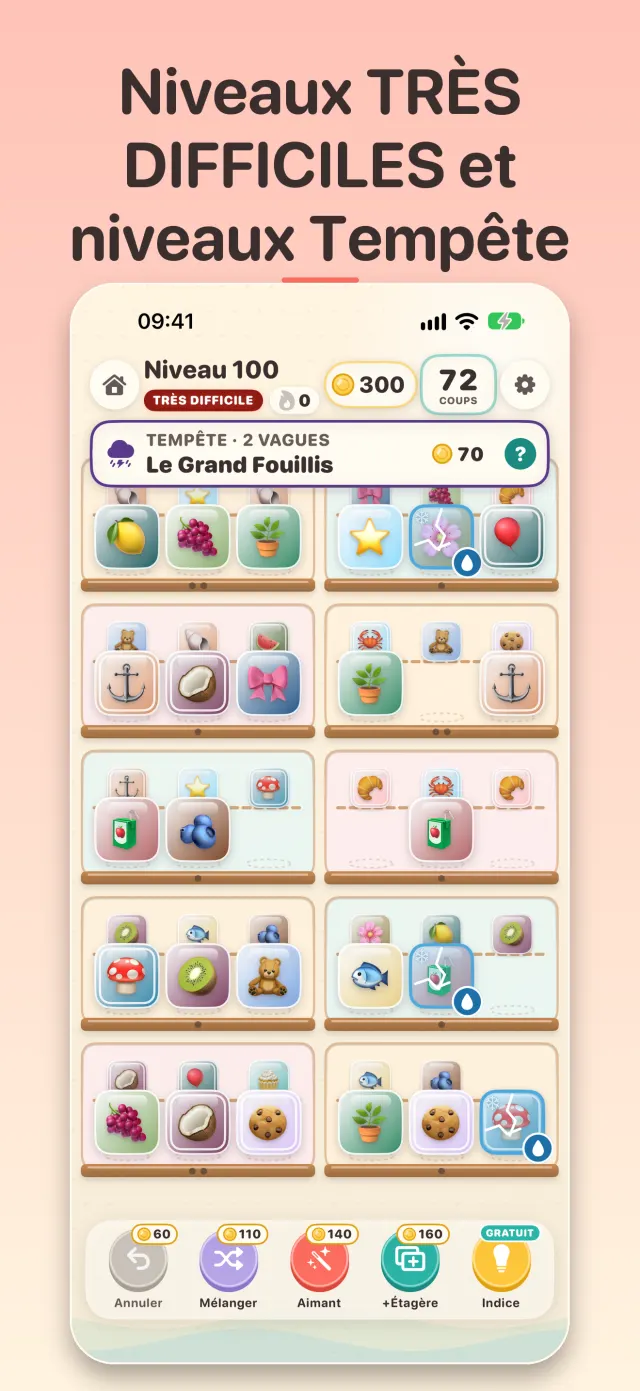 Niveaux TRÈS
DIFFICILES et
niveaux Tempête
09:41
Niveau 100
TRÈS DIFFICILE
0
300
72
COUPS
TEMPÊTE · 2 VAGUES
Le Grand Fouillis
70
?
60
110
140
160
GRATUIT
Annuler
Mélanger
Aimant
+Étagère
Indice